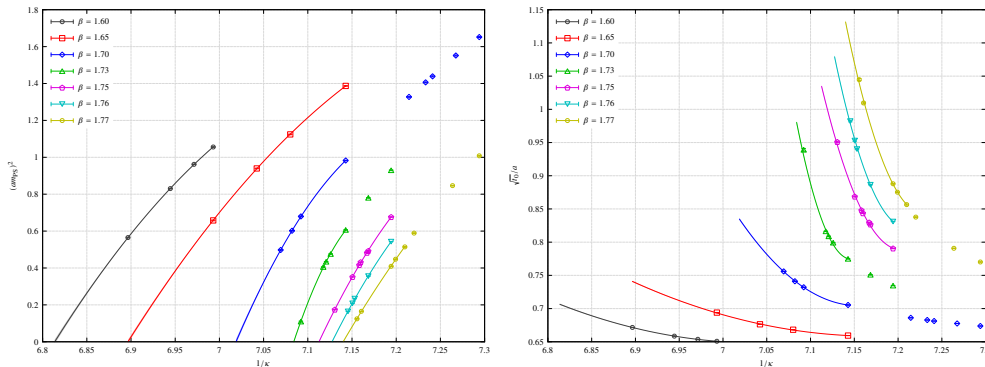 1.8
1.6
1.4
1.2
1
0.8
0.6
0.4
0.2
0
6.8
6.85
6.9
6.95
7
7.05
7.1
7.15
7.2
7.25
7.3
(am_PS)^2
1/κ
β = 1.60
β = 1.65
β = 1.70
β = 1.73
β = 1.75
β = 1.76
β = 1.77
1.15
1.1
1.05
1
0.95
0.9
0.85
0.8
0.75
0.7
0.65
6.8
6.85
6.9
6.95
7
7.05
7.1
7.15
7.2
7.25
7.3
1/κ
β = 1.60
β = 1.65
β = 1.70
β = 1.73
β = 1.75
β = 1.76
β = 1.77